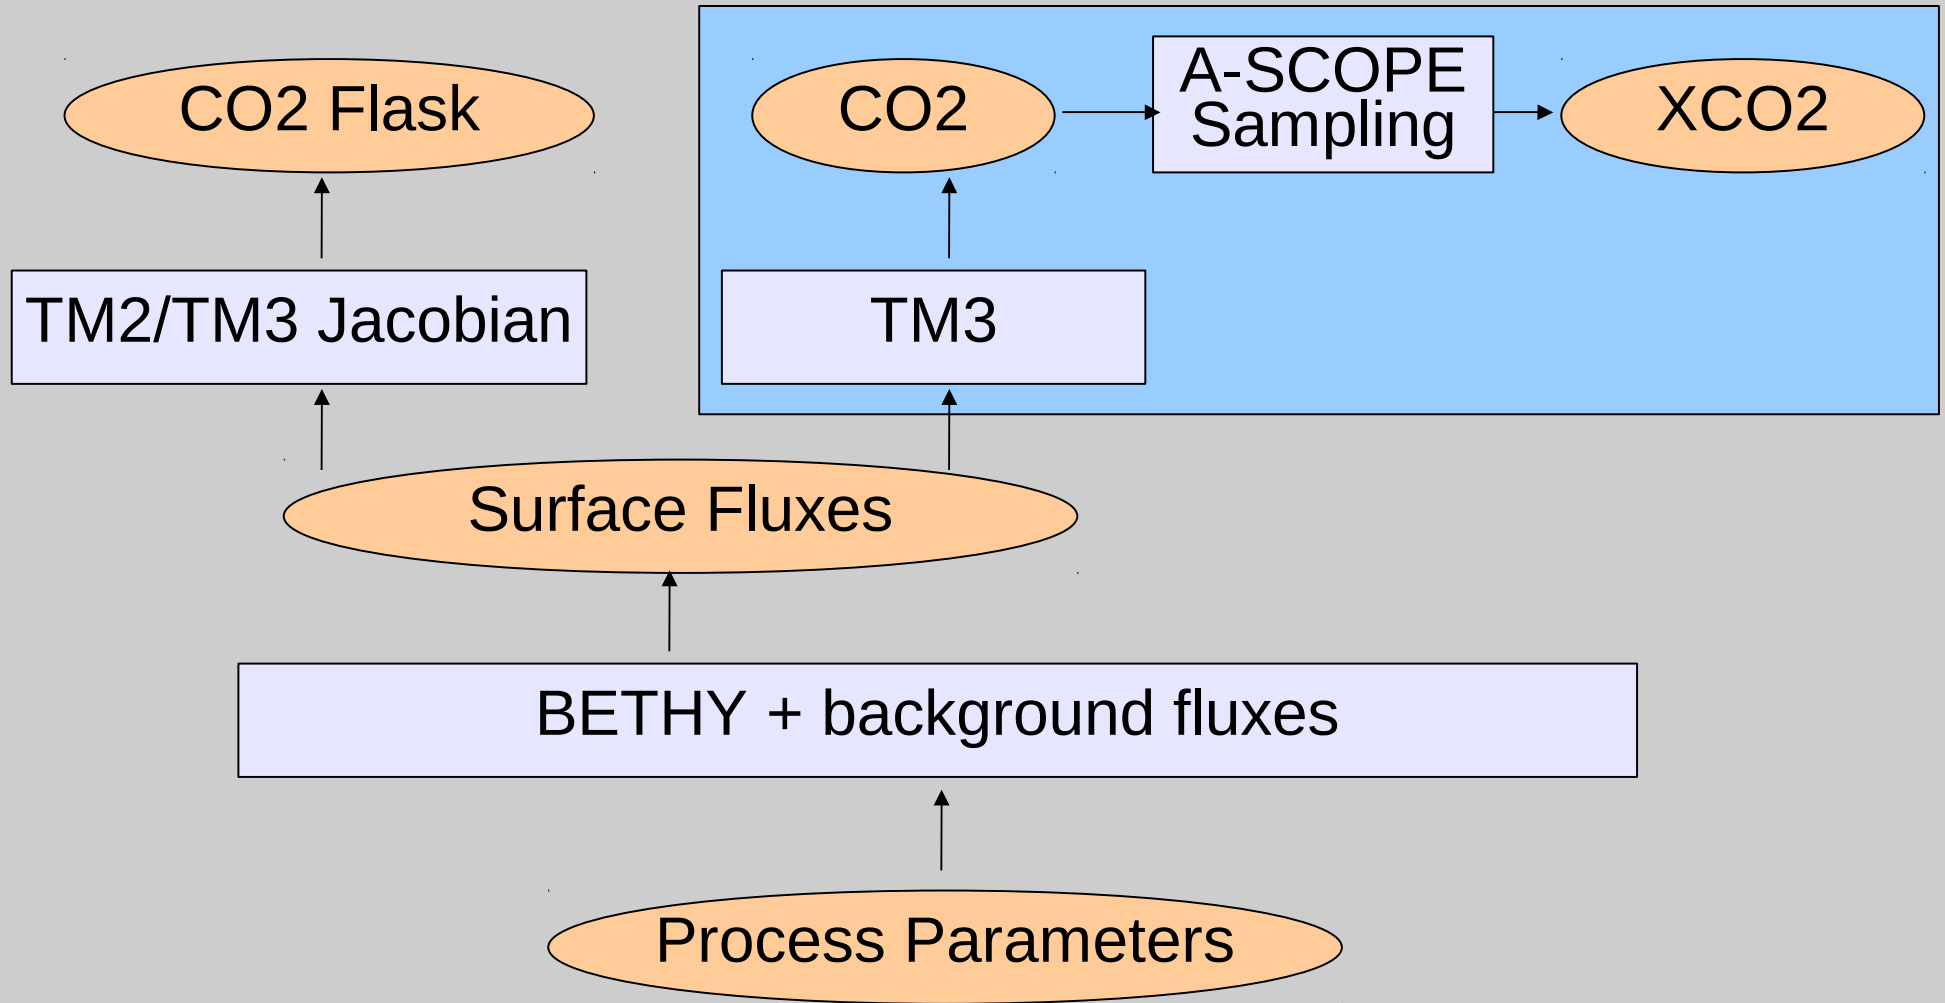 CO2 Flask
CO2
A-SCOPE
Sampling
XCO2
TM2/TM3 Jacobian
TM3
Surface Fluxes
BETHY + background fluxes
Process Parameters